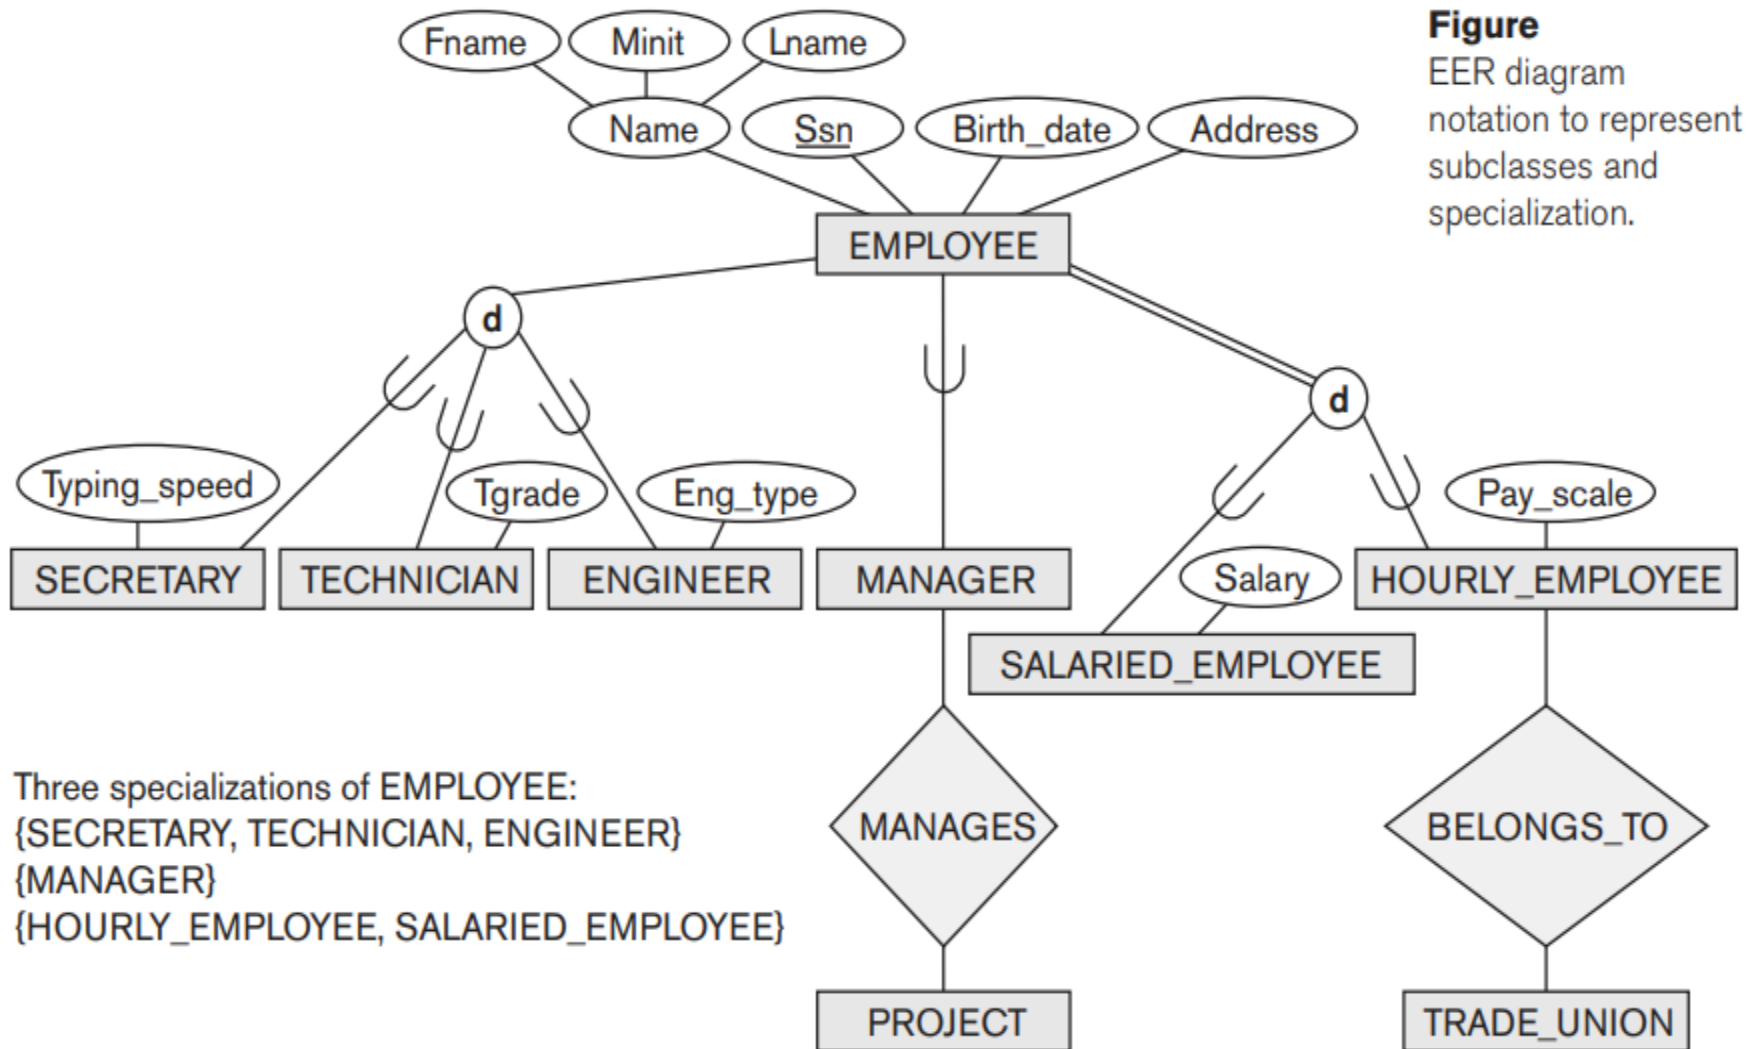 Figure
EER diagram
notation to represent
subclasses and
specialization.
Fname
Minit
Lname
Name
Ssn
Birth_date
Address
EMPLOYEE
d
d
Typing_speed
Tgrade
Eng_type
Pay_scale
SECRETARY
TECHNICIAN
ENGINEER
MANAGER
Salary
HOURLY_EMPLOYEE
SALARIED_EMPLOYEE
Three specializations of EMPLOYEE:
{SECRETARY, TECHNICIAN, ENGINEER}
{MANAGER}
{HOURLY_EMPLOYEE, SALARIED_EMPLOYEE}
MANAGES
BELONGS_TO
PROJECT
TRADE_UNION